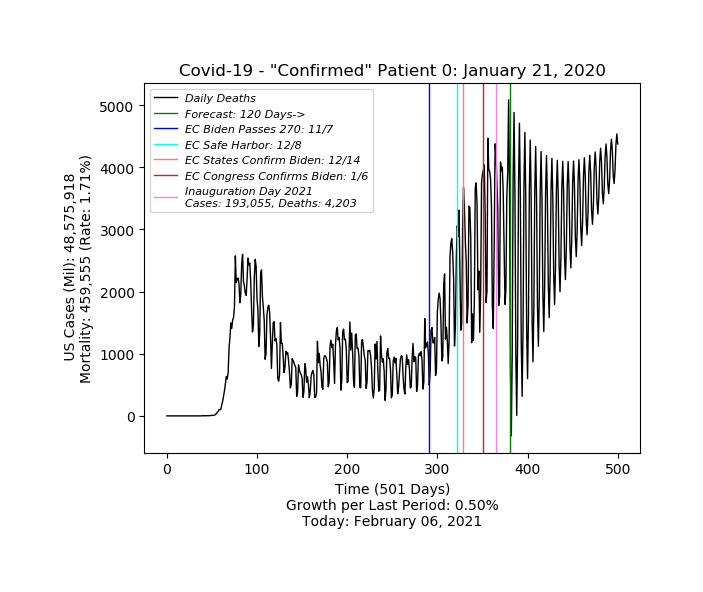 Covid-19 - "Confirmed" Patient 0: January 21, 2020
US Cases (Mil): 48,575,918
Mortality: 459,555 (Rate: 1.71%)
5000
4000
3000
2000
1000
0
Daily Deaths
Forecast: 120 Days->
EC Biden Passes 270: 11/7
EC Safe Harbor: 12/8
EC States Confirm Biden: 12/14
EC Congress Confirms Biden: 1/6
Inauguration Day 2021
Cases: 193,055, Deaths: 4,203
0 100 200 300 400 500
Time (501 Days)
Growth per Last Period: 0.50%
Today: February 06, 2021